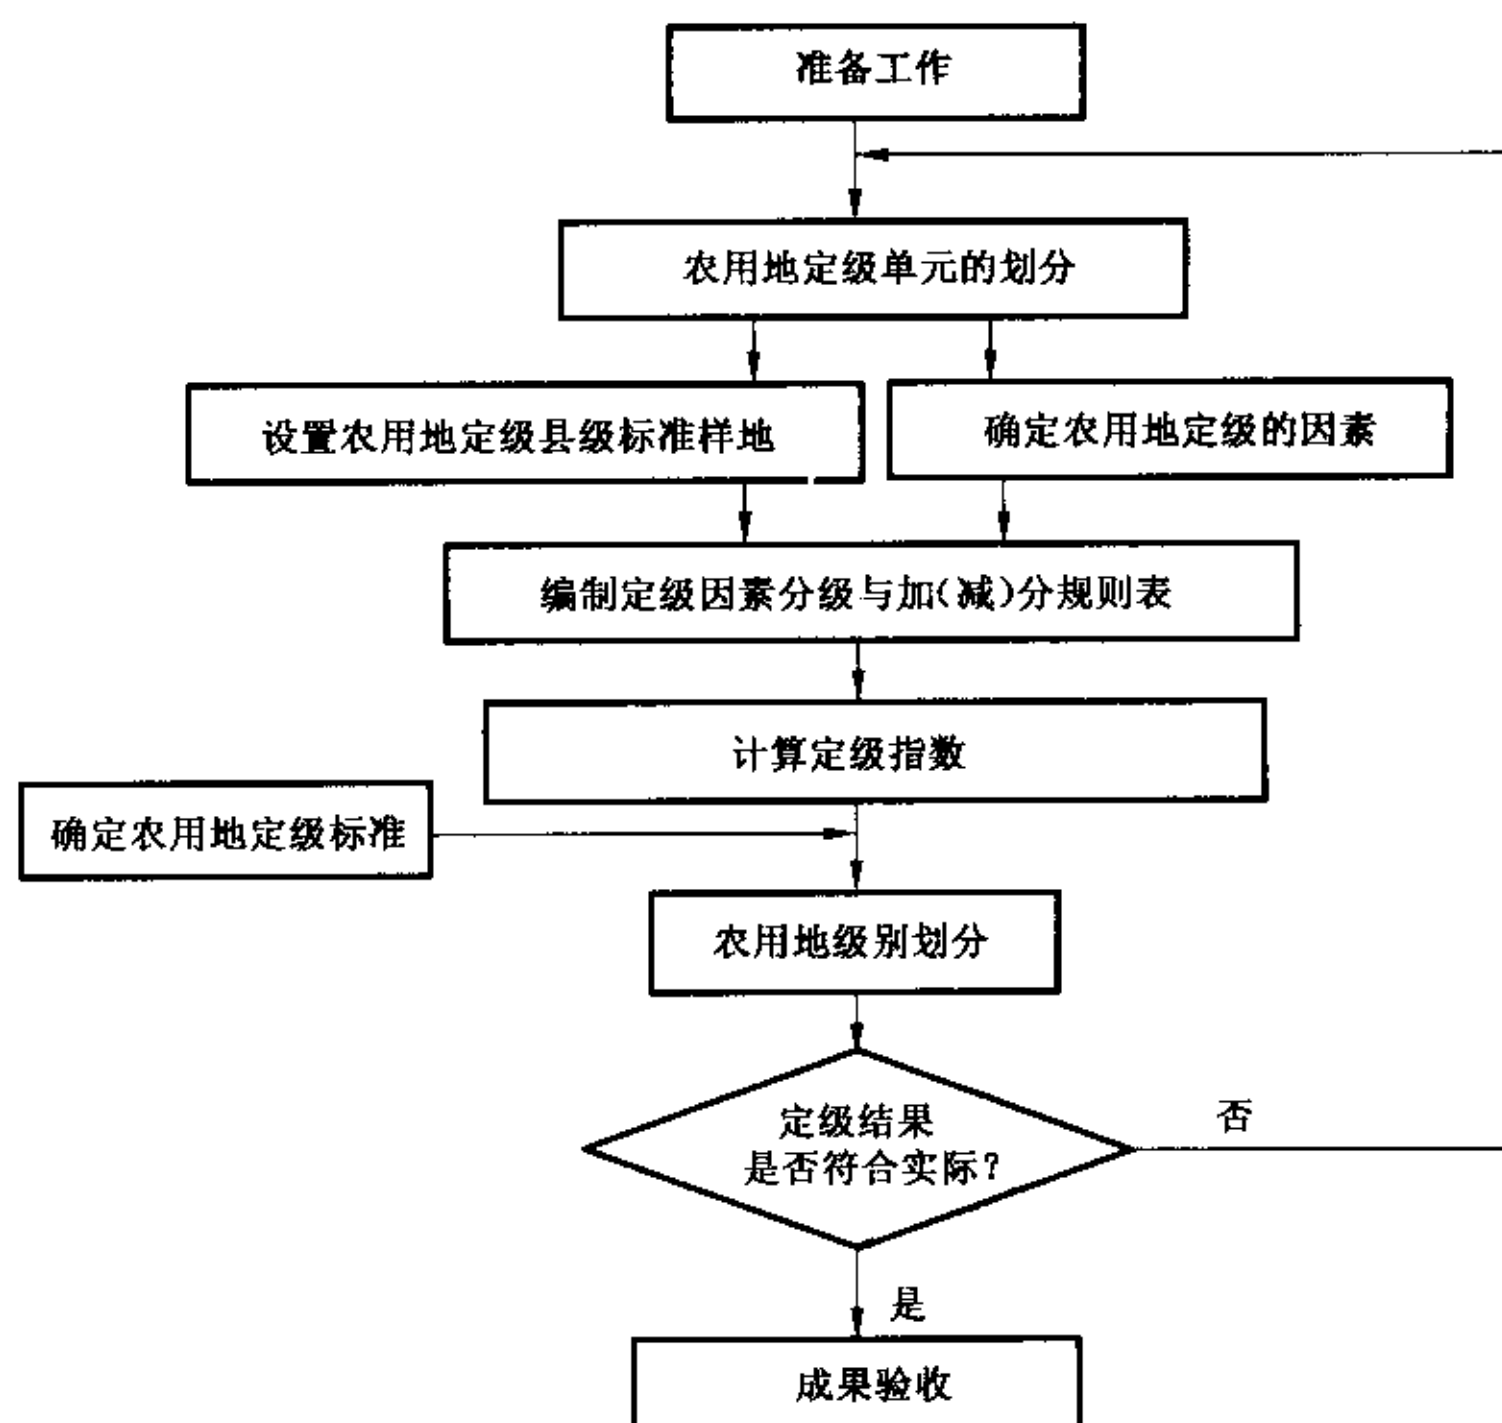 准备工作
农用地定级单元的划分
设置农用地定级县级标准样地
确定农用地定级的因素
编制定级因素分级与加(减)分规则表
计算定级指数
确定农用地定级标准
农用地级别划分
定级结果
是否符合实际?
否
是
成果验收